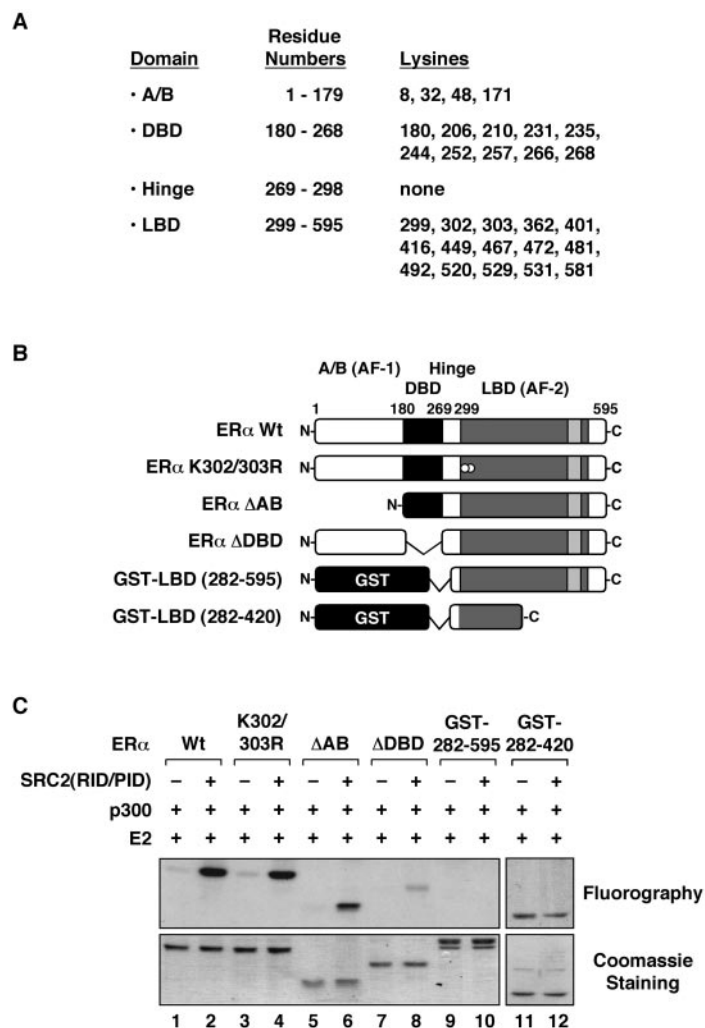 A
Domain Residue Numbers Lysines
• A/B 1 - 179 8, 32, 48, 171
• DBD 180 - 268 180, 206, 210, 231, 235,
244, 252, 257, 266, 268
• Hinge 269 - 298 none
• LBD 299 - 595 299, 302, 303, 362, 401,
416, 449, 467, 472, 481,
492, 520, 529, 531, 581
B
A/B (AF-1) Hinge
DBD LBD (AF-2)
1 180 269 299 595
ERα Wt N- -C
ERα K302/303R N- -C
ERα ΔAB N- -C
ERα ΔDBD N- -C
GST-LBD (282-595) N- GST -C
GST-LBD (282-420) N- GST -C
C
K302/ GST- GST-
ERα Wt 303R ΔAB ΔDBD 282-595 282-420
SRC2(RID/PID) – + – + – + – + – + – +
p300 + + + + + + + + + + + +
E2 + + + + + + + + + + + +
Fluorography
Coomassie
Staining
1 2 3 4 5 6 7 8 9 10 11 12